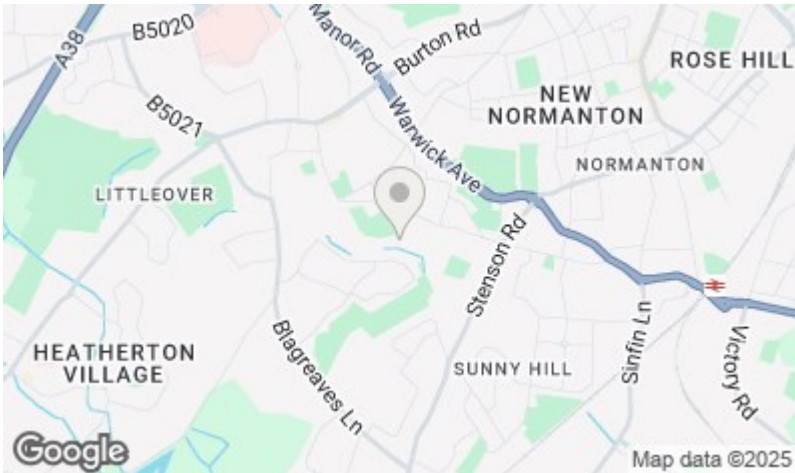 A38
B5020
Manor Rd
Burton Rd
ROSE HILL
B5021
Warwick Ave
NEW
NORMANTON
NORMANTON
LITTLEOVER
Stenson Rd
HEATHERTON
VILLAGE
Blagreaves Ln
SUNNY HILL
Sinfin Ln
Victory Rd
Google
Map data ©2025